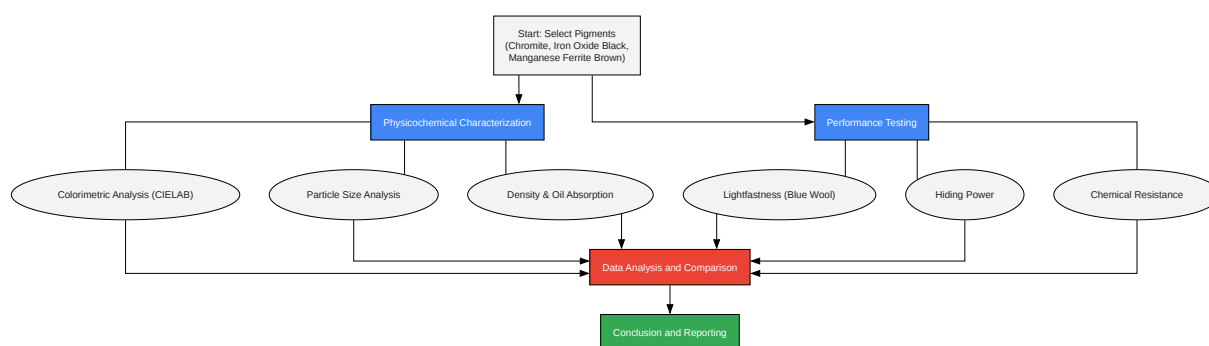 Start: Select Pigments
(Chromite, Iron Oxide Black,
Manganese Ferrite Brown)
Physicochemical Characterization
Performance Testing
Colorimetric Analysis (CIELAB)
Particle Size Analysis
Density & Oil Absorption
Lightfastness (Blue Wool)
Hiding Power
Chemical Resistance
Data Analysis and Comparison
Conclusion and Reporting